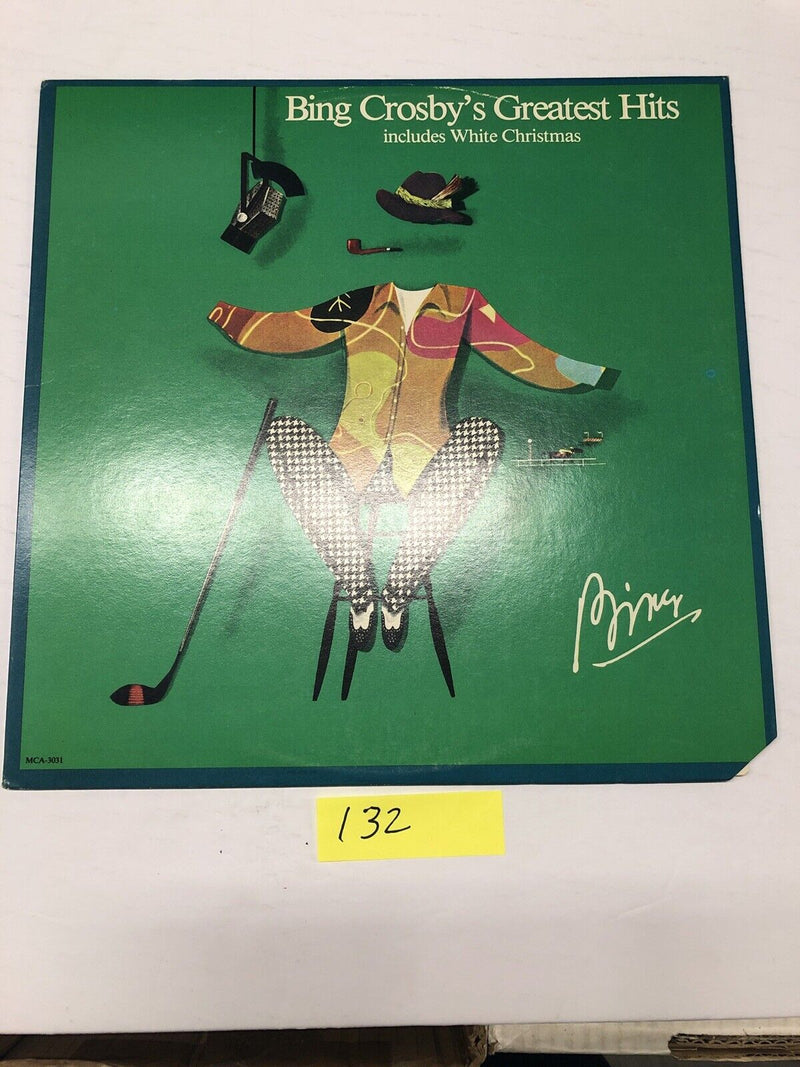 Bing Crosby's Greatest Hits
includes White Christmas
Bing
MCA-3031
132